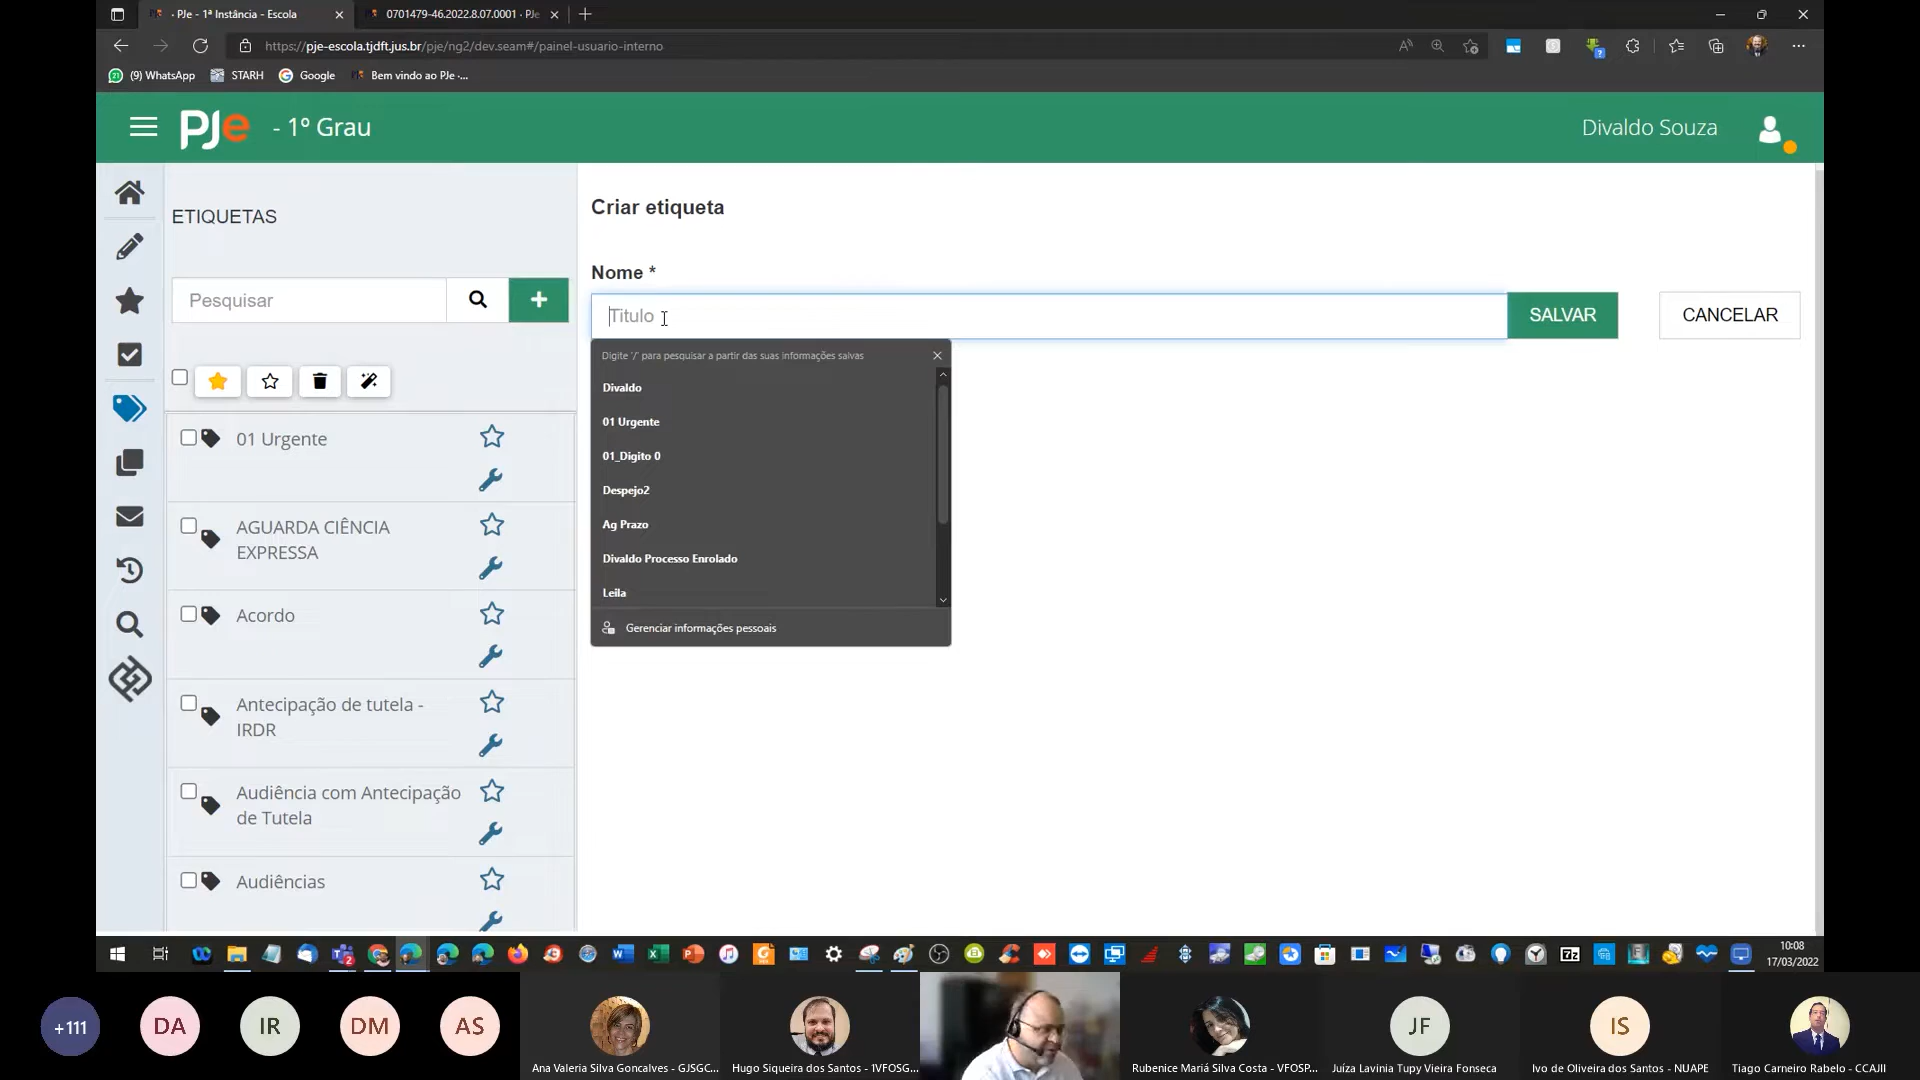 · PJe - 1ª Instância - Escola
0701479-46.2022.8.07.0001 · PJe
https://pje-escola.tjdft.jus.br/pje/ng2/dev.seam#/painel-usuario-interno
(9) WhatsApp
STARH
Google
Bem vindo ao PJe ·...
PJe
- 1º Grau
Divaldo Souza
ETIQUETAS
Pesquisar
01 Urgente
AGUARDA CIÊNCIA
EXPRESSA
Acordo
Antecipação de tutela -
IRDR
Audiência com Antecipação
de Tutela
Audiências
Criar etiqueta
Nome *
Titulo
SALVAR
CANCELAR
Digite '/' para pesquisar a partir das suas informações salvas
Divaldo
01 Urgente
01_Digito 0
Despejo2
Ag Prazo
Divaldo Processo Enrolado
Leila
Gerenciar informações pessoais
10:08
17/03/2022
+111
DA
IR
DM
AS
JF
IS
Ana Valeria Silva Goncalves - GJSGC...
Hugo Siqueira dos Santos - 1VFOSG...
Rubenice Mariá Silva Costa - VFOSP...
Juíza Lavinia Tupy Vieira Fonseca
Ivo de Oliveira dos Santos - NUAPE
Tiago Carneiro Rabelo - CCAJII